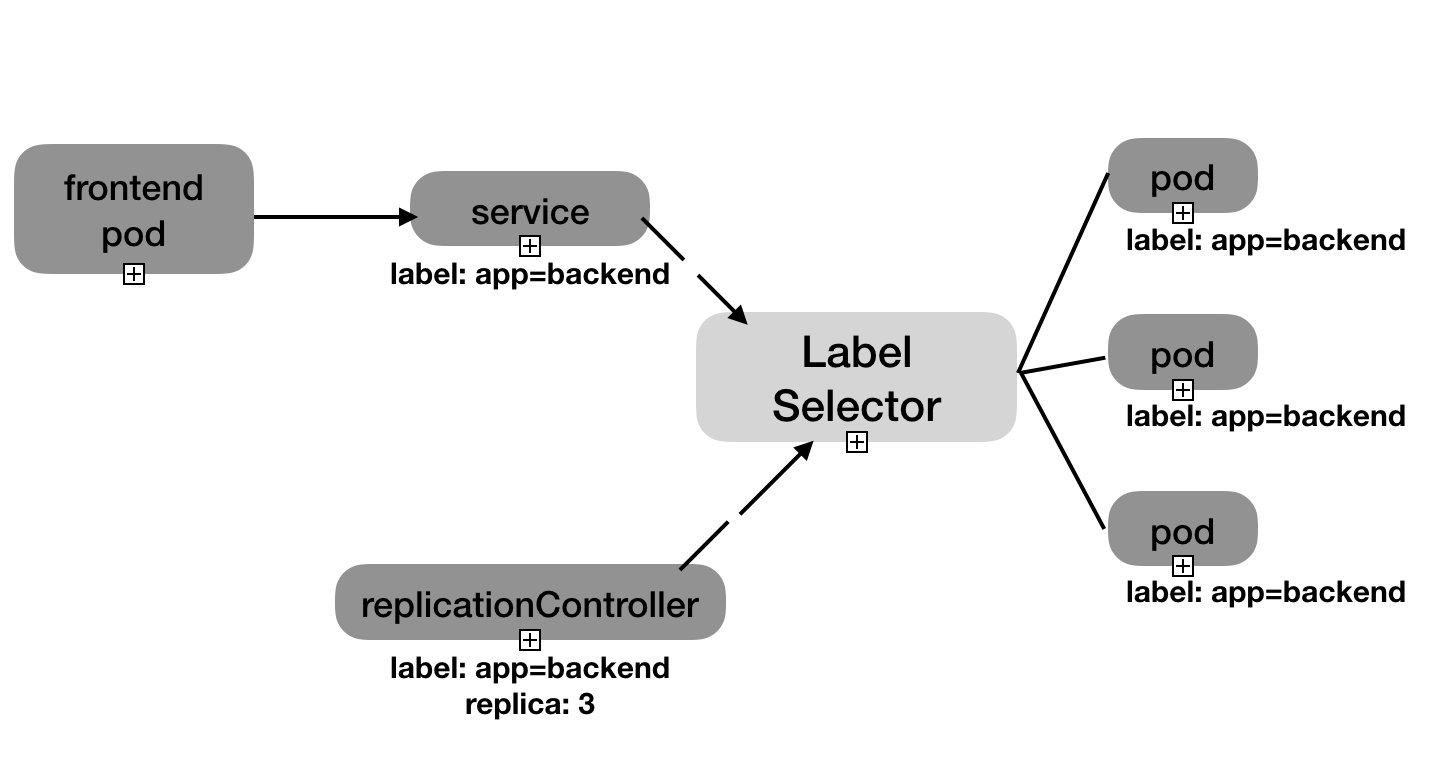 frontend
pod
service
label: app=backend
Label
Selector
replicationController
label: app=backend
replica: 3
pod
label: app=backend
pod
label: app=backend
pod
label: app=backend